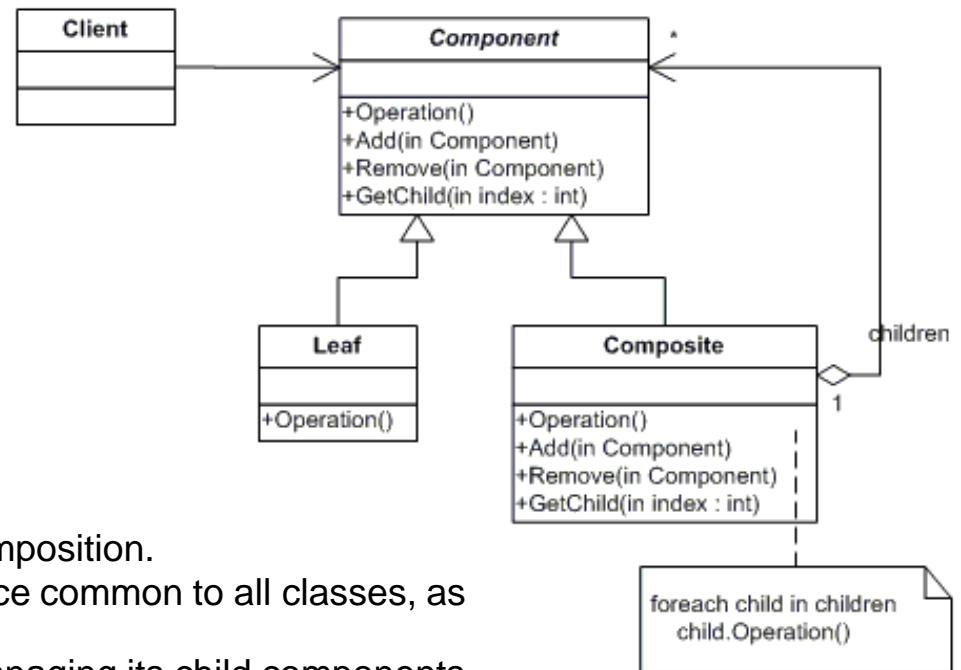 Client
Component
*
+Operation()
+Add(in Component)
+Remove(in Component)
+GetChild(in index : int)
Leaf
+Operation()
Composite
children
1
+Operation()
+Add(in Component)
+Remove(in Component)
+GetChild(in index : int)
foreach child in children
child.Operation()
mposition.
ce common to all classes, as
naging its child components